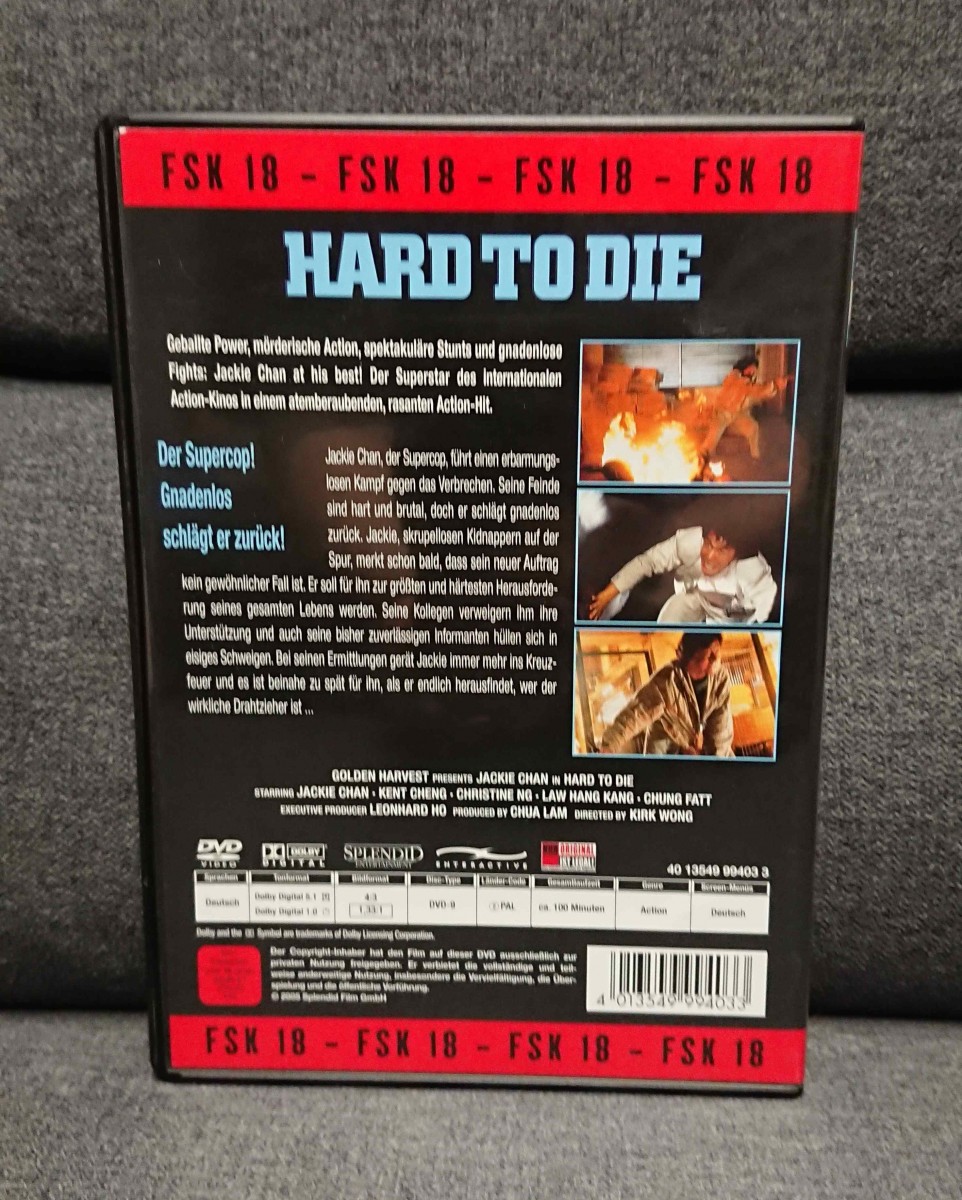 FSK 18 - FSK 18 - FSK 18 - FSK 18
HARD TO DIE
Geballte Power, mörderische Action, spektakuläre Stunts und gnadenlose
Fights: Jackie Chan at his best! Der Superstar des internationalen
Action-Kinos in einem atemberaubenden, rasanten Action-Hit.
Der Supercop!
Gnadenlos
schlägt er zurück!
Jackie Chan, der Supercop, führt einen erbarmungs-
losen Kampf gegen das Verbrechen. Seine Feinde
sind hart und brutal, doch er schlägt gnadenlos
zurück. Jackie, skrupellosen Kidnappern auf der
Spur, merkt schon bald, dass sein neuer Auftrag
kein gewöhnlicher Fall ist. Er soll für ihn zur größten und härtesten Herausforde-
rung seines gesamten Lebens werden. Seine Kollegen verweigern ihm ihre
Unterstützung und auch seine bisher zuverlässigen Informanten hüllen sich in
eisiges Schweigen. Bei seinen Ermittlungen gerät Jackie immer mehr ins Kreuz-
feuer und es ist beinahe zu spät für ihn, als er endlich herausfindet, wer der
wirkliche Drahtzieher ist ...
GOLDEN HARVEST PRESENTS JACKIE CHAN IN HARD TO DIE
STARRING JACKIE CHAN · KENT CHENG · CHRISTINE NG · LAW HANG KANG · CHUNG FATT
EXECUTIVE PRODUCER LEONHARD HO PRODUCED BY CHUA LAM DIRECTED BY KIRK WONG
DVD VIDEO DOLBY DIGITAL SPLENDID ENTERTAINMENT INTERACTIVE ORIGINAL IST LEGAL!
40 13549 99403 3
Sprachen Tonformat Bildformat Disc-Type Länder-Code Gesamtlaufzeit Genre Screen-Menus
Deutsch Dolby Digital 5.1 4:3 DVD-9 PAL ca. 100 Minuten Action Deutsch
Dolby Digital 1.0 1,33:1
Dolby and the Symbol are trademarks of Dolby Licensing Corporation.
Der Copyright-Inhaber hat den Film auf dieser DVD ausschließlich zur
privaten Nutzung freigegeben. Er verbietet die vollständige und teil-
weise anderweitige Nutzung, insbesondere die Vervielfältigung, die Über-
spielung und die öffentliche Vorführung.
© 2005 Splendid Film GmbH
4 013549 994033
FSK 18 - FSK 18 - FSK 18 - FSK 18